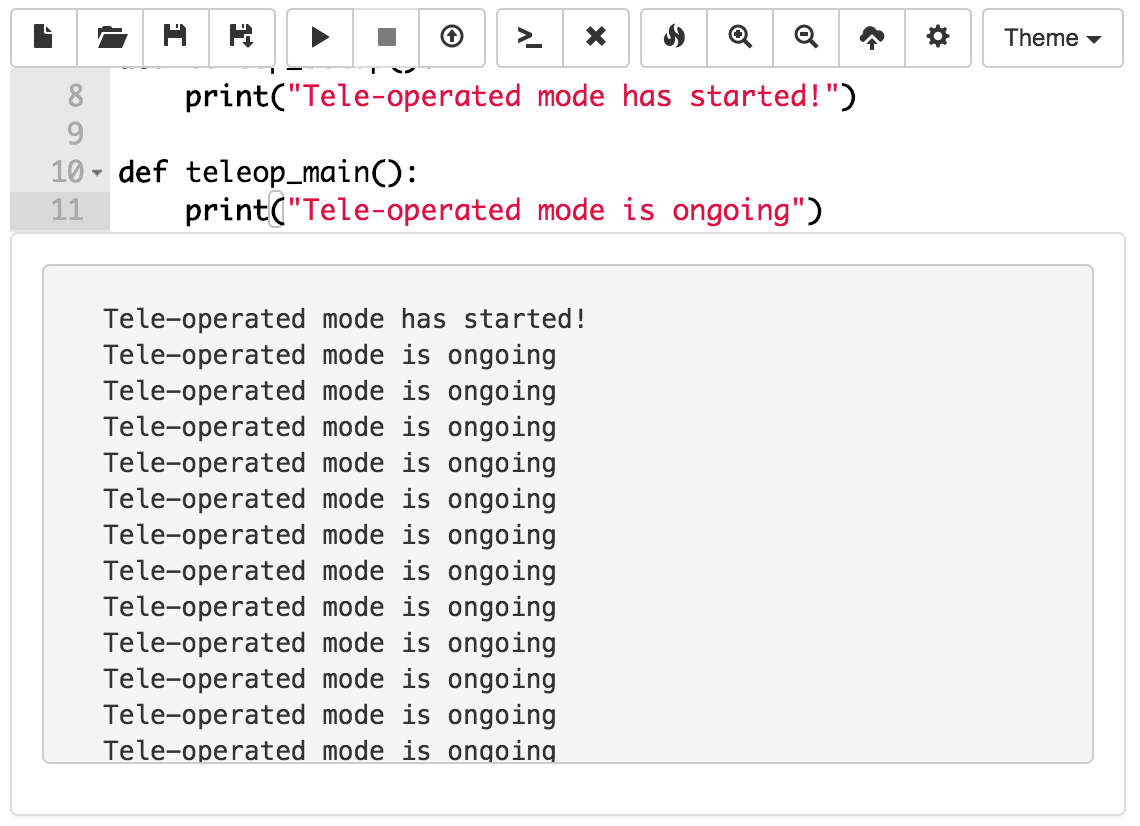 Theme
8 print("Tele-operated mode has started!")
9
10 def teleop_main():
11 print("Tele-operated mode is ongoing")
Tele-operated mode has started!
Tele-operated mode is ongoing
Tele-operated mode is ongoing
Tele-operated mode is ongoing
Tele-operated mode is ongoing
Tele-operated mode is ongoing
Tele-operated mode is ongoing
Tele-operated mode is ongoing
Tele-operated mode is ongoing
Tele-operated mode is ongoing
Tele-operated mode is ongoing
Tele-operated mode is ongoing
Tele-operated mode is ongoing